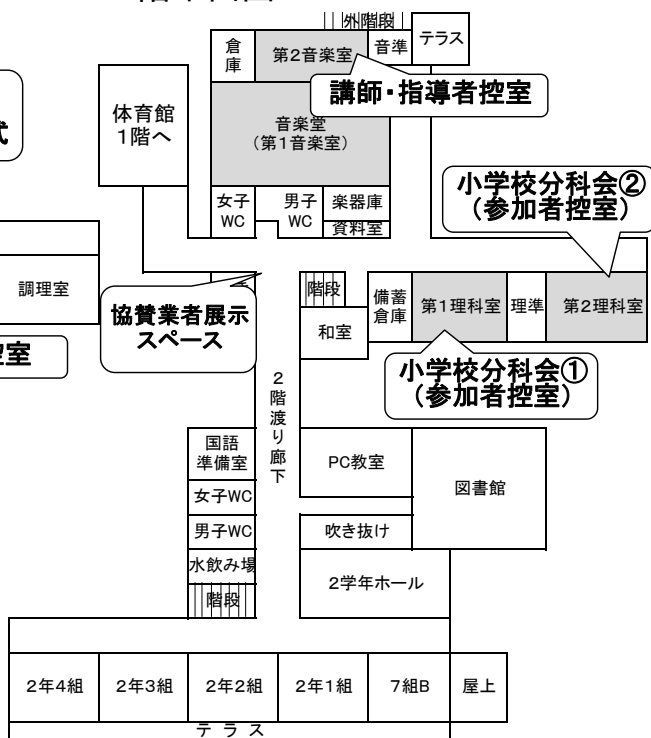 外階段
倉
庫
第2音楽室
音準
テラス
講師・指導者控室
体育館
1階へ
音楽堂
(第1音楽室)
女子
WC
男子
WC
楽器庫
資料室
小学校分科会②
(参加者控室)
式
調理室
室
協賛業者展示
スペース
階段
和室
備蓄
倉庫
第1理科室
理準
第2理科室
小学校分科会①
(参加者控室)
2階渡り廊下
国語
準備室
女子WC
男子WC
水飲み場
階段
PC教室
図書館
吹き抜け
2学年ホール
2年4組
2年3組
2年2組
2年1組
7組B
屋上
テラス